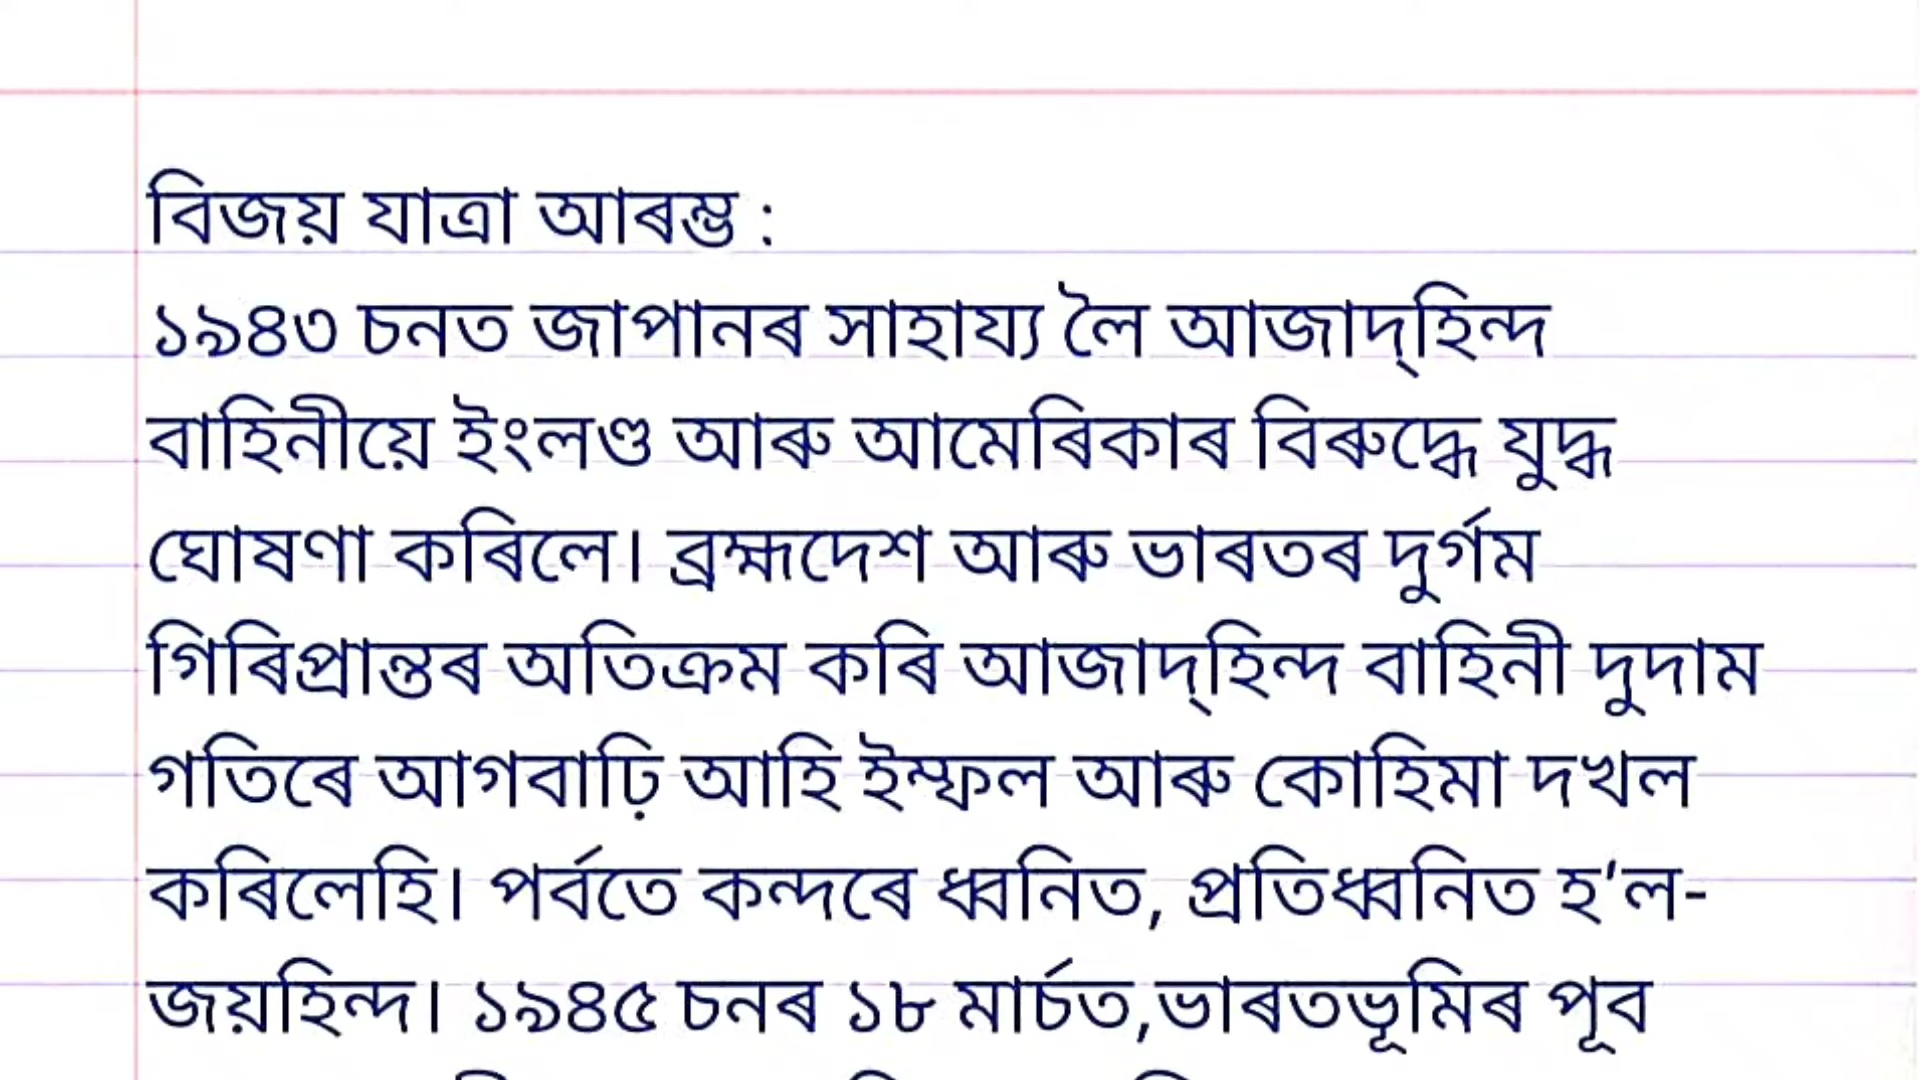 বিজয় যাত্ৰা আৰম্ভ :
১৯৪৩ চনত জাপানৰ সাহায্য লৈ আজাদ্‌হিন্দ
বাহিনীয়ে ইংলণ্ড আৰু আমেৰিকাৰ বিৰুদ্ধে যুদ্ধ
ঘোষণা কৰিলে। ব্ৰহ্মদেশ আৰু ভাৰতৰ দুৰ্গম
গিৰিপ্ৰান্তৰ অতিক্ৰম কৰি আজাদ্‌হিন্দ বাহিনী দুদাম
গতিৰে আগবাঢ়ি আহি ইম্ফল আৰু কোহিমা দখল
কৰিলেহি। পৰ্বতে কন্দৰে ধ্বনিত, প্ৰতিধ্বনিত হ'ল-
জয়হিন্দ। ১৯৪৫ চনৰ ১৮ মাৰ্চত,ভাৰতভূমিৰ পূব